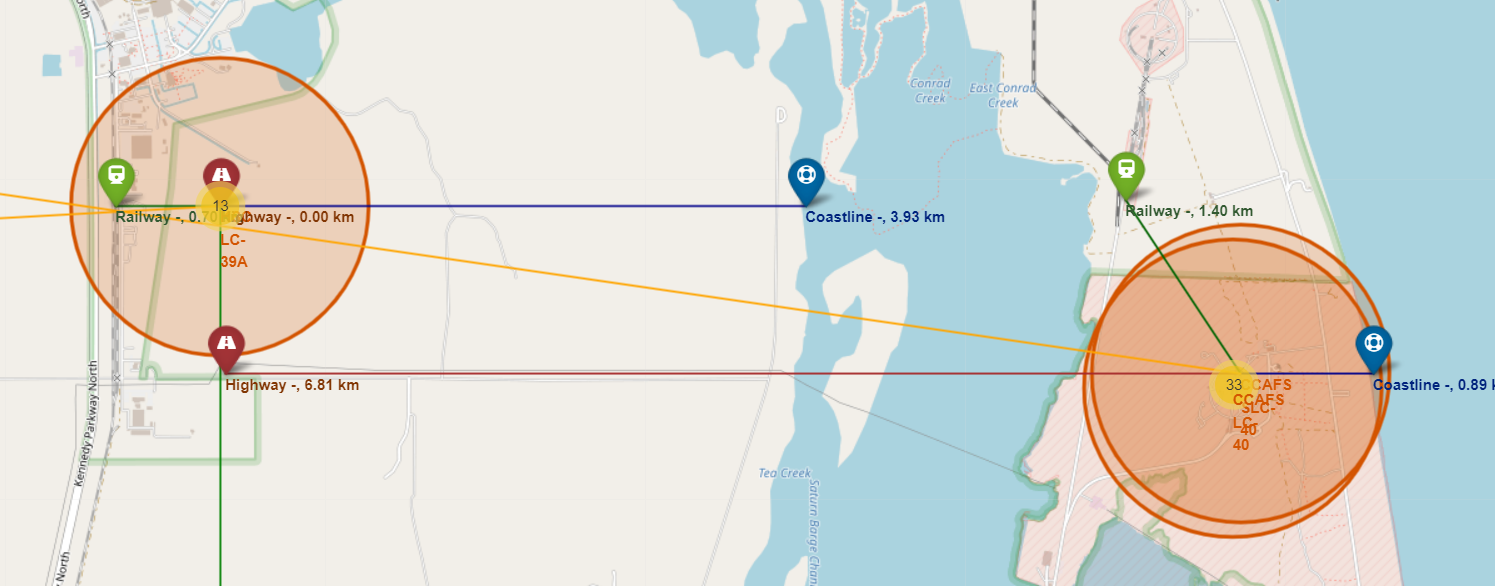 North
Conrad
Creek
East Conrad
Creek
13
Railway -, 0.70
Highway -, 0.00 km
Coastline -, 3.93 km
Railway -, 1.40 km
LC-
39A
Highway -, 6.81 km
33
CAFS
CCAFS
SLC-
LC-
40
40
Coastline -, 0.89 k
Kennedy Parkway North
Tea Creek
Saturn Barge Chan
North